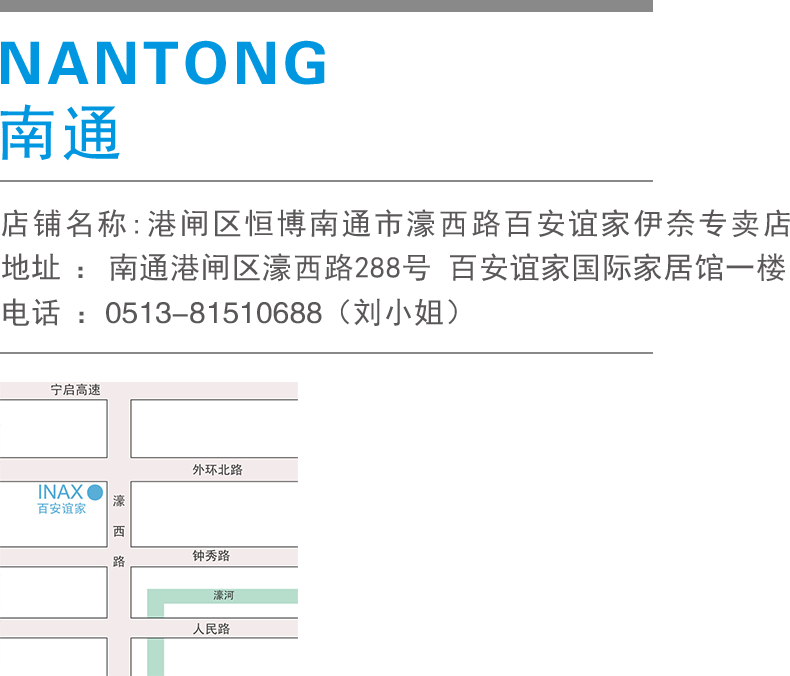 NANTONG
南通
店铺名称:港闸区恒博南通市濠西路百安谊家伊奈专卖店
地址 : 南通港闸区濠西路288号 百安谊家国际家居馆一楼
电话 : 0513-81510688（刘小姐）
宁启高速
外环北路
INAX
百安谊家
濠西路
钟秀路
濠河
人民路